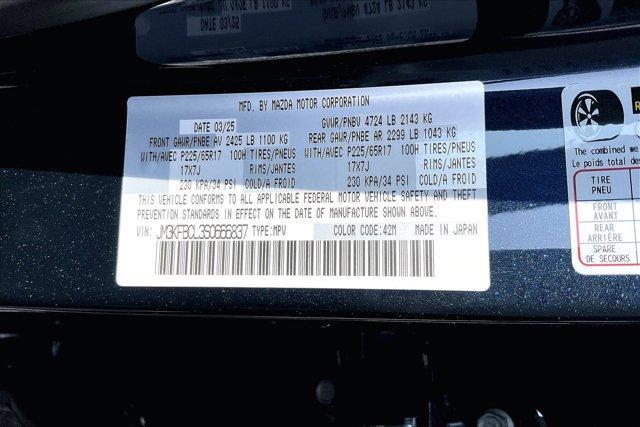 MFD. BY MAZDA MOTOR CORPORATION
DATE 03/25 GVWR/PNBV 4724 LB 2143 KG
FRONT GAWR/PNBE AV 2425 LB 1100 KG REAR GAWR/PNBE AR 2299 LB 1043 KG
WITH/AVEC P225/65R17 100H TIRES/PNEUS WITH/AVEC P225/65R17 100H TIRES/PNEUS
17X7J RIMS/JANTES 17X7J RIMS/JANTES
230 KPA/34 PSI COLD/A FROID 230 KPA/34 PSI COLD/A FROID
THIS VEHICLE CONFORMS TO ALL APPLICABLE FEDERAL MOTOR VEHICLE SAFETY AND THEFT
PREVENTION STANDARDS IN EFFECT ON THE DATE OF MANUFACTURE SHOWN ABOVE.
VIN: JM3KFBCL3S0666837 TYPE:MPV COLOR CODE:42M MADE IN JAPAN
The combined we
Le poids total des
TIRE
PNEU
FRONT
AVANT
REAR
ARRIÈRE
SPARE
DE SECOURS